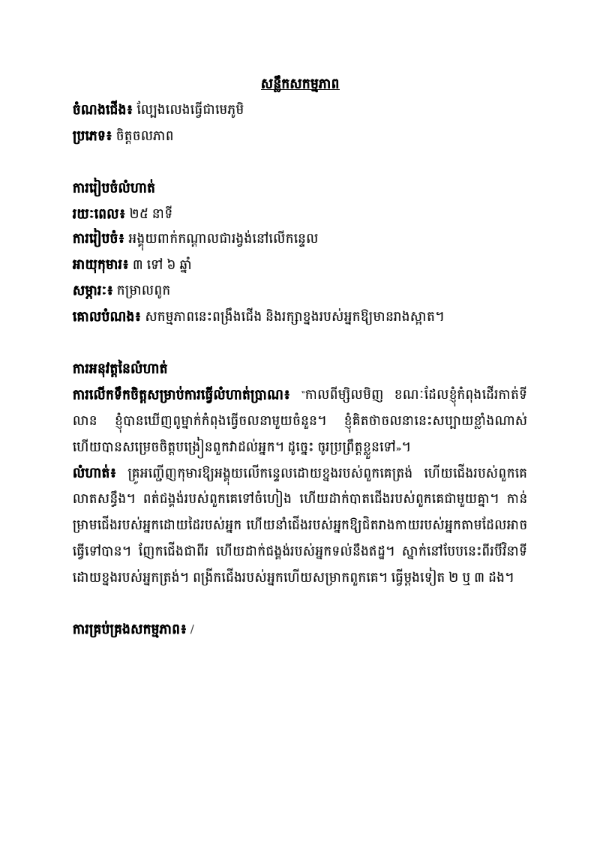 សន្លឹកសកម្មភាព
ចំណងជើង៖ ល្បែងលេងធ្វើជាមេភូមិ
ប្រភេទ៖ ចិត្តចលភាព
ការរៀបចំលំហាត់
រយៈពេល៖ ២៥ នាទី
ការរៀបចំ៖ អង្គុយពាក់កណ្តាលជារង្វង់នៅលើកន្ទេល
អាយុកុមារ៖ ៣ ទៅ ៦ ឆ្នាំ
សម្ភារៈ៖ កម្រាលពូក
គោលបំណង៖ សកម្មភាពនេះពង្រឹងជើង និងរក្សាខ្នងរបស់អ្នកឱ្យមានរាងស្អាត។
ការអនុវត្តនៃលំហាត់
ការលើកទឹកចិត្តសម្រាប់ការធ្វើលំហាត់ប្រាណ៖ "កាលពីម្សិលមិញ ខណៈដែលខ្ញុំកំពុងដើរកាត់ទី
លាន ខ្ញុំបានឃើញពូម្នាក់កំពុងធ្វើចលនាមួយចំនួន។ ខ្ញុំគិតថាចលនានេះសប្បាយខ្លាំងណាស់
ហើយបានសម្រេចចិត្តបង្រៀនពួកវាដល់អ្នក។ ដូច្នេះ ចូរប្រព្រឹត្តខ្លួនទៅ»។
លំហាត់៖ គ្រូអញ្ជើញកុមារឱ្យអង្គុយលើកន្ទេលដោយខ្នងរបស់ពួកគេត្រង់ ហើយជើងរបស់ពួកគេ
លាតសន្ធឹង។ ពត់ជង្គង់របស់ពួកគេទៅចំហៀង ហើយដាក់បាតជើងរបស់ពួកគេជាមួយគ្នា។ កាន់
ម្រាមជើងរបស់អ្នកដោយដៃរបស់អ្នក ហើយនាំជើងរបស់អ្នកឱ្យជិតរាងកាយរបស់អ្នកតាមដែលអាច
ធ្វើទៅបាន។ ញែកជើងជាពីរ ហើយដាក់ជង្គង់របស់អ្នកទល់នឹងឥដ្ឋ។ ស្នាក់នៅបែបនេះពីរបីវិនាទី
ដោយខ្នងរបស់អ្នកត្រង់។ ពង្រីកជើងរបស់អ្នកហើយសម្រាកពួកគេ។ ធ្វើម្តងទៀត ២ ឬ ៣ ដង។
ការគ្រប់គ្រងសកម្មភាព៖ /